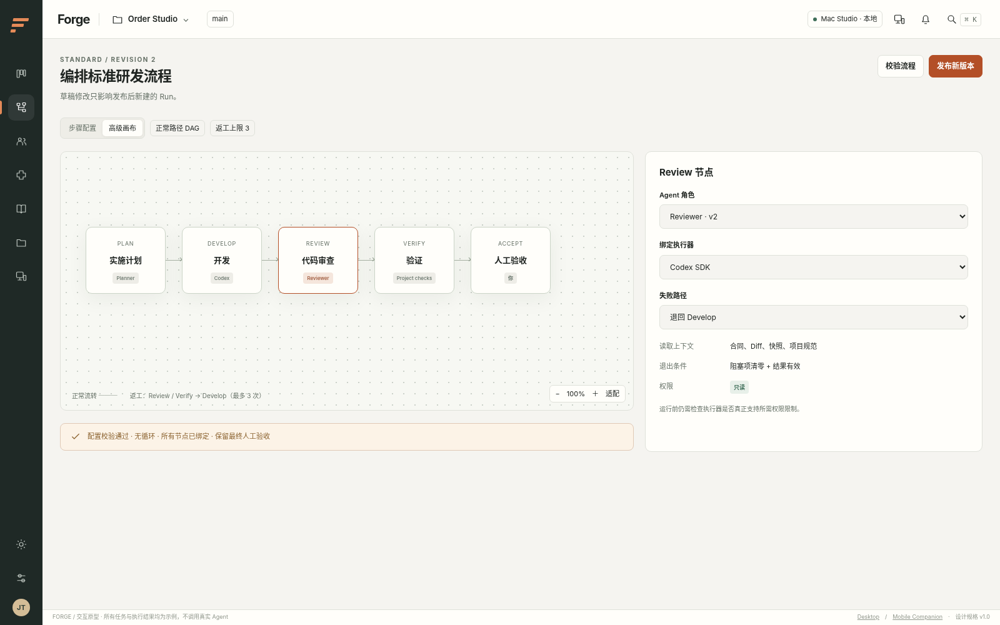 Forge
Order Studio
main
Mac Studio · 本地
⌘ K
STANDARD / REVISION 2
编排标准研发流程
草稿修改只影响发布后新建的 Run。
校验流程
发布新版本
步骤配置
高级画布
正常路径 DAG
返工上限 3
PLAN
实施计划
Planner
DEVELOP
开发
Codex
REVIEW
代码审查
Reviewer
VERIFY
验证
Project checks
ACCEPT
人工验收
你
正常流转
返工：Review / Verify → Develop（最多 3 次）
− 100% + 适配
配置校验通过 · 无循环 · 所有节点已绑定 · 保留最终人工验收
Review 节点
Agent 角色
Reviewer · v2
绑定执行器
Codex SDK
失败路径
退回 Develop
读取上下文 合同、Diff、快照、项目规范
退出条件 阻塞项清零 + 结果有效
权限 只读
运行前仍需检查执行器是否真正支持所需权限限制。
JT
FORGE / 交互原型 · 所有任务与执行结果均为示例，不调用真实 Agent
Desktop / Mobile Companion · 设计规格 v1.0